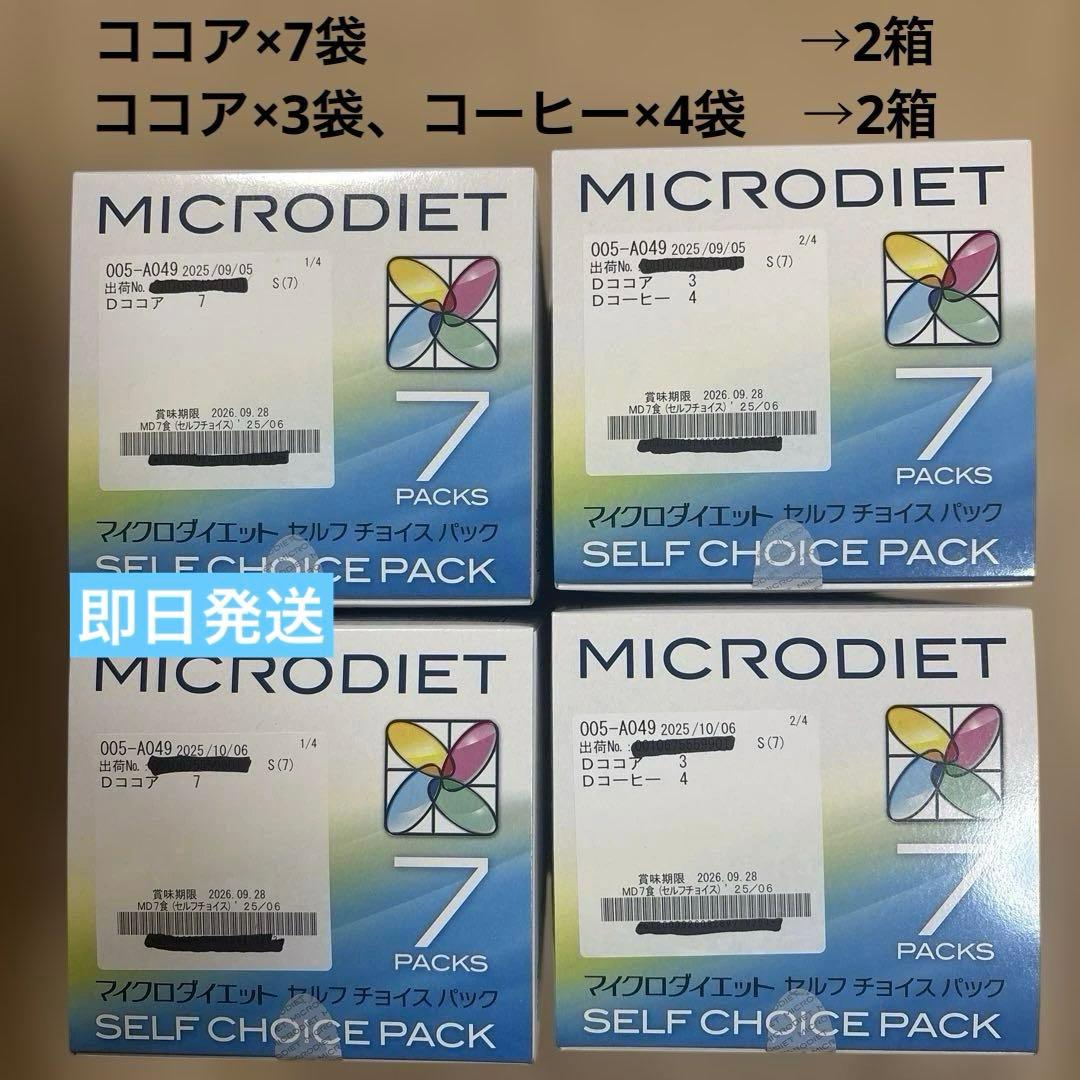 ココア×7袋 →2箱
ココア×3袋、コーヒー×4袋 →2箱
MICRODIET
005-A049 2025/09/05 1/4
出荷No. S(7)
Dココア 7
賞味期限 2026.09.28
MD7食(セルフチョイス)'25/06
7
PACKS
マイクロダイエット セルフ チョイス パック
SELF CHOICE PACK
MICRODIET
005-A049 2025/09/05 2/4
出荷No. S(7)
Dココア 3
Dコーヒー 4
賞味期限 2026.09.28
MD7食(セルフチョイス)'25/06
7
PACKS
マイクロダイエット セルフ チョイス パック
SELF CHOICE PACK
即日発送
MICRODIET
005-A049 2025/10/06 1/4
出荷No.: S(7)
Dココア 7
賞味期限 2026.09.28
MD7食(セルフチョイス)'25/06
7
PACKS
マイクロダイエット セルフ チョイス パック
SELF CHOICE PACK
MICRODIET
005-A049 2025/10/06 2/4
出荷No.: S(7)
Dココア 3
Dコーヒー 4
賞味期限 2026.09.28
MD7食(セルフチョイス)'25/06
7
PACKS
マイクロダイエット セルフ チョイス パック
SELF CHOICE PACK